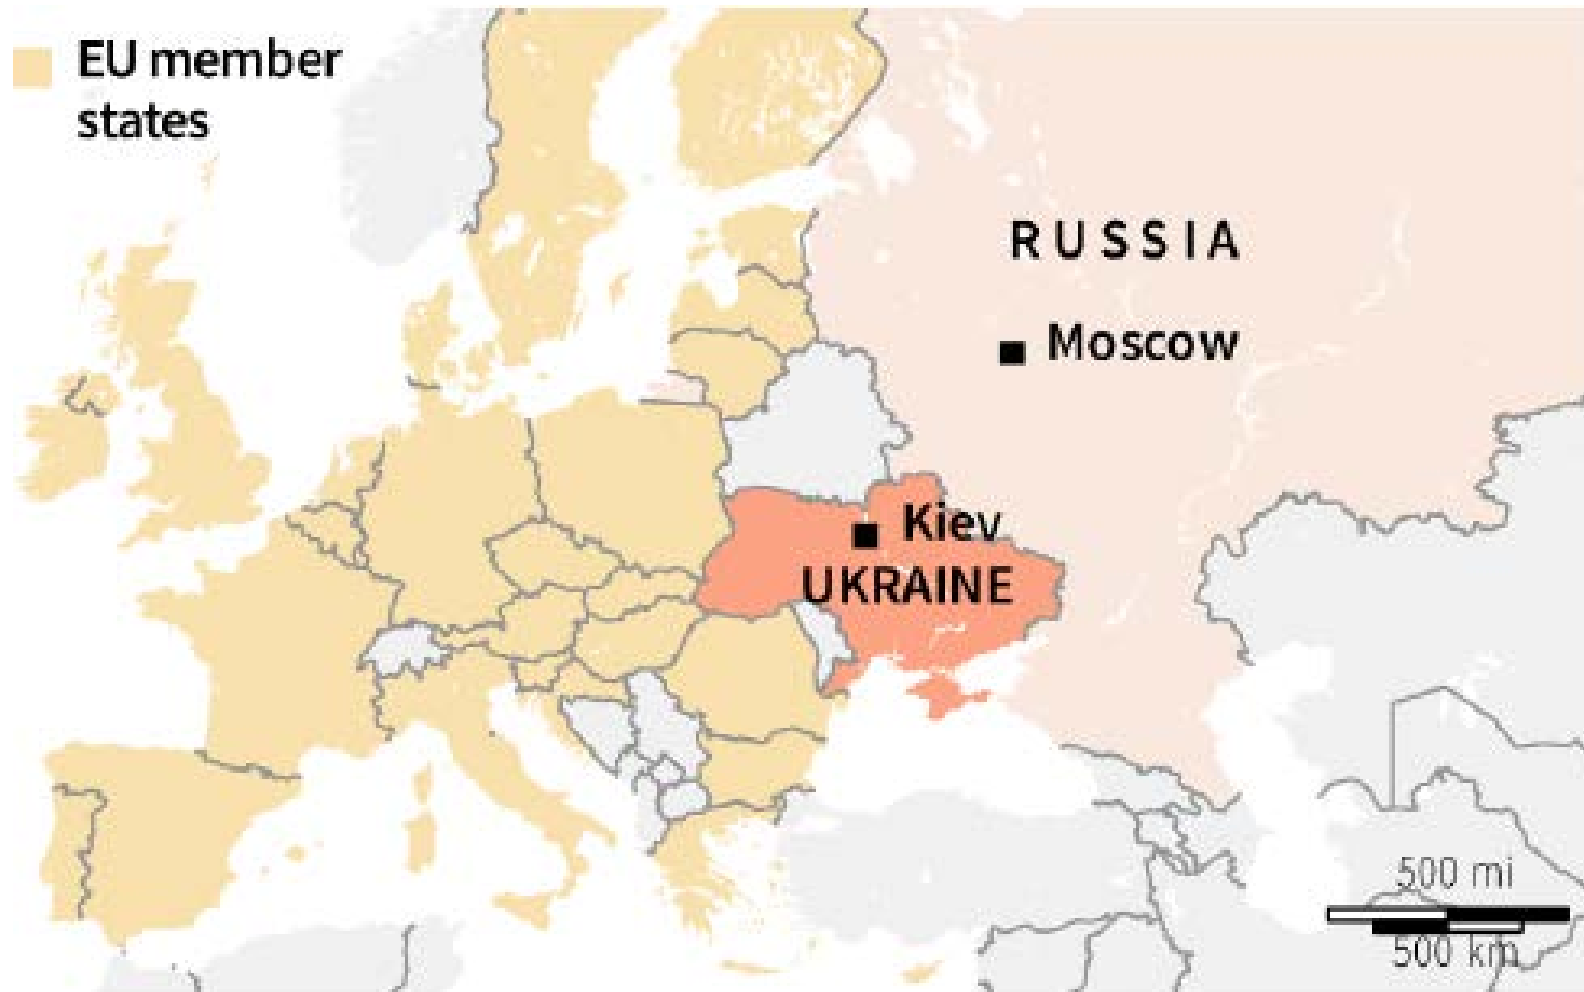 EU member
states
RUSSIA
Moscow
Kiev
UKRAINE
500 mi
500 km